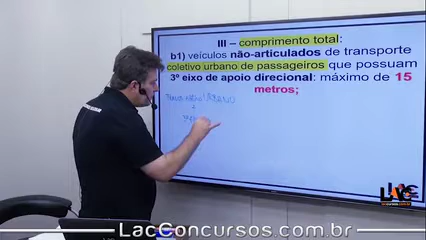 III – comprimento total:
b1) veículos não-articulados de transporte
coletivo urbano de passageiros que possuam
3º eixo de apoio direcional: máximo de 15
metros;
URBANO
+
LAC
LacConcursos.com.br